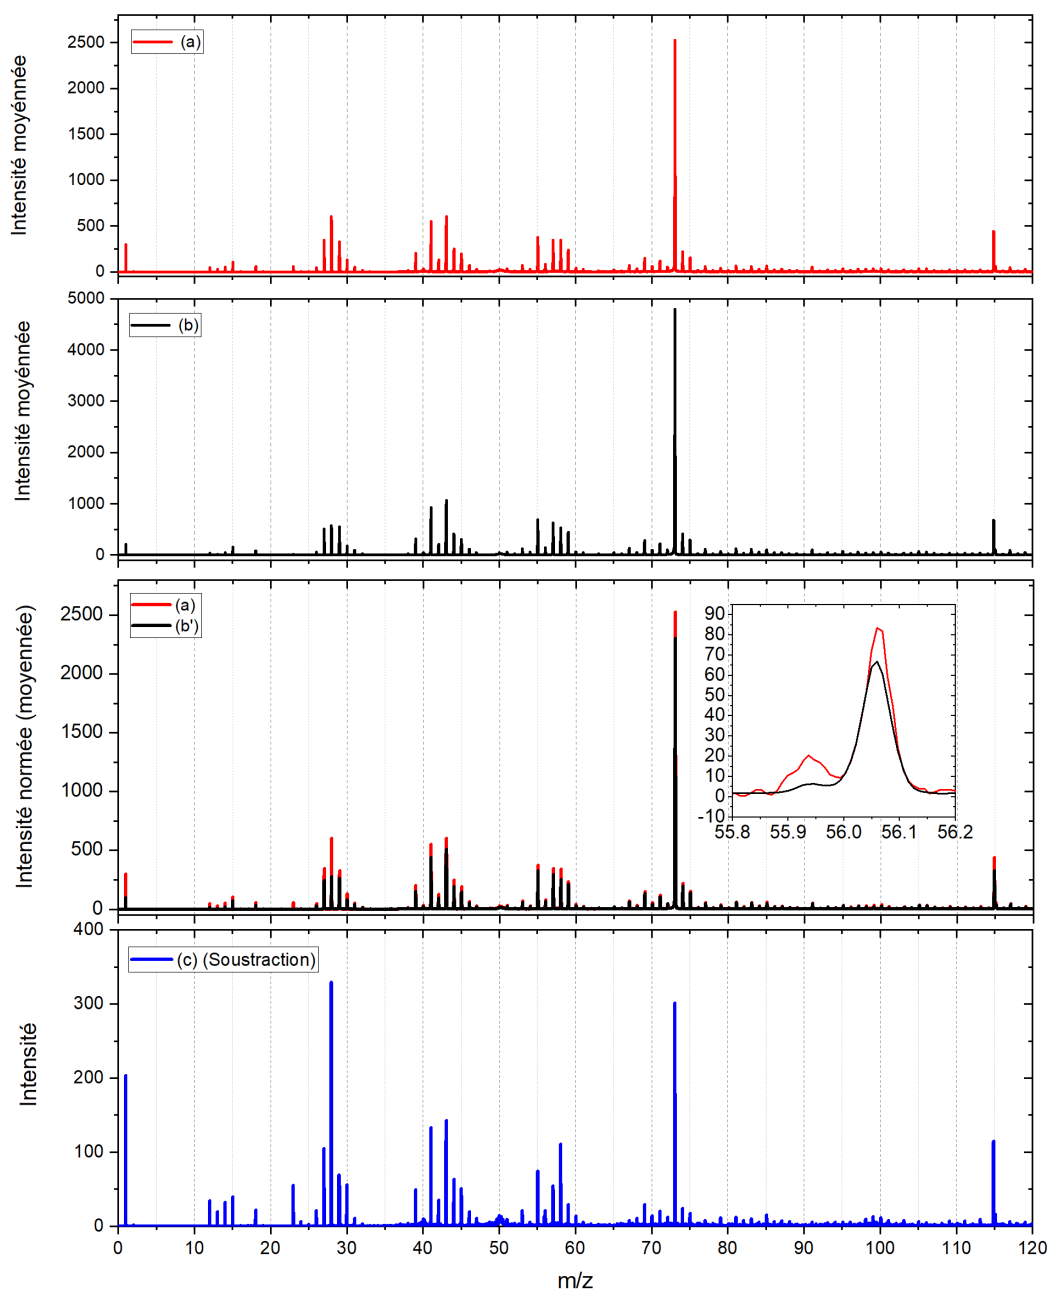 Intensité moyénnée
2500
2000
1500
1000
500
0
(a)
Intensité moyénnée
5000
4000
3000
2000
1000
0
(b)
Intensité normée (moyennée)
2500
2000
1500
1000
500
0
(a)
(b')
90
80
70
60
50
40
30
20
10
0
-10
55.8 55.9 56.0 56.1 56.2
Intensité
400
300
200
100
0
(c) (Soustraction)
0 10 20 30 40 50 60 70 80 90 100 110 120
m/z